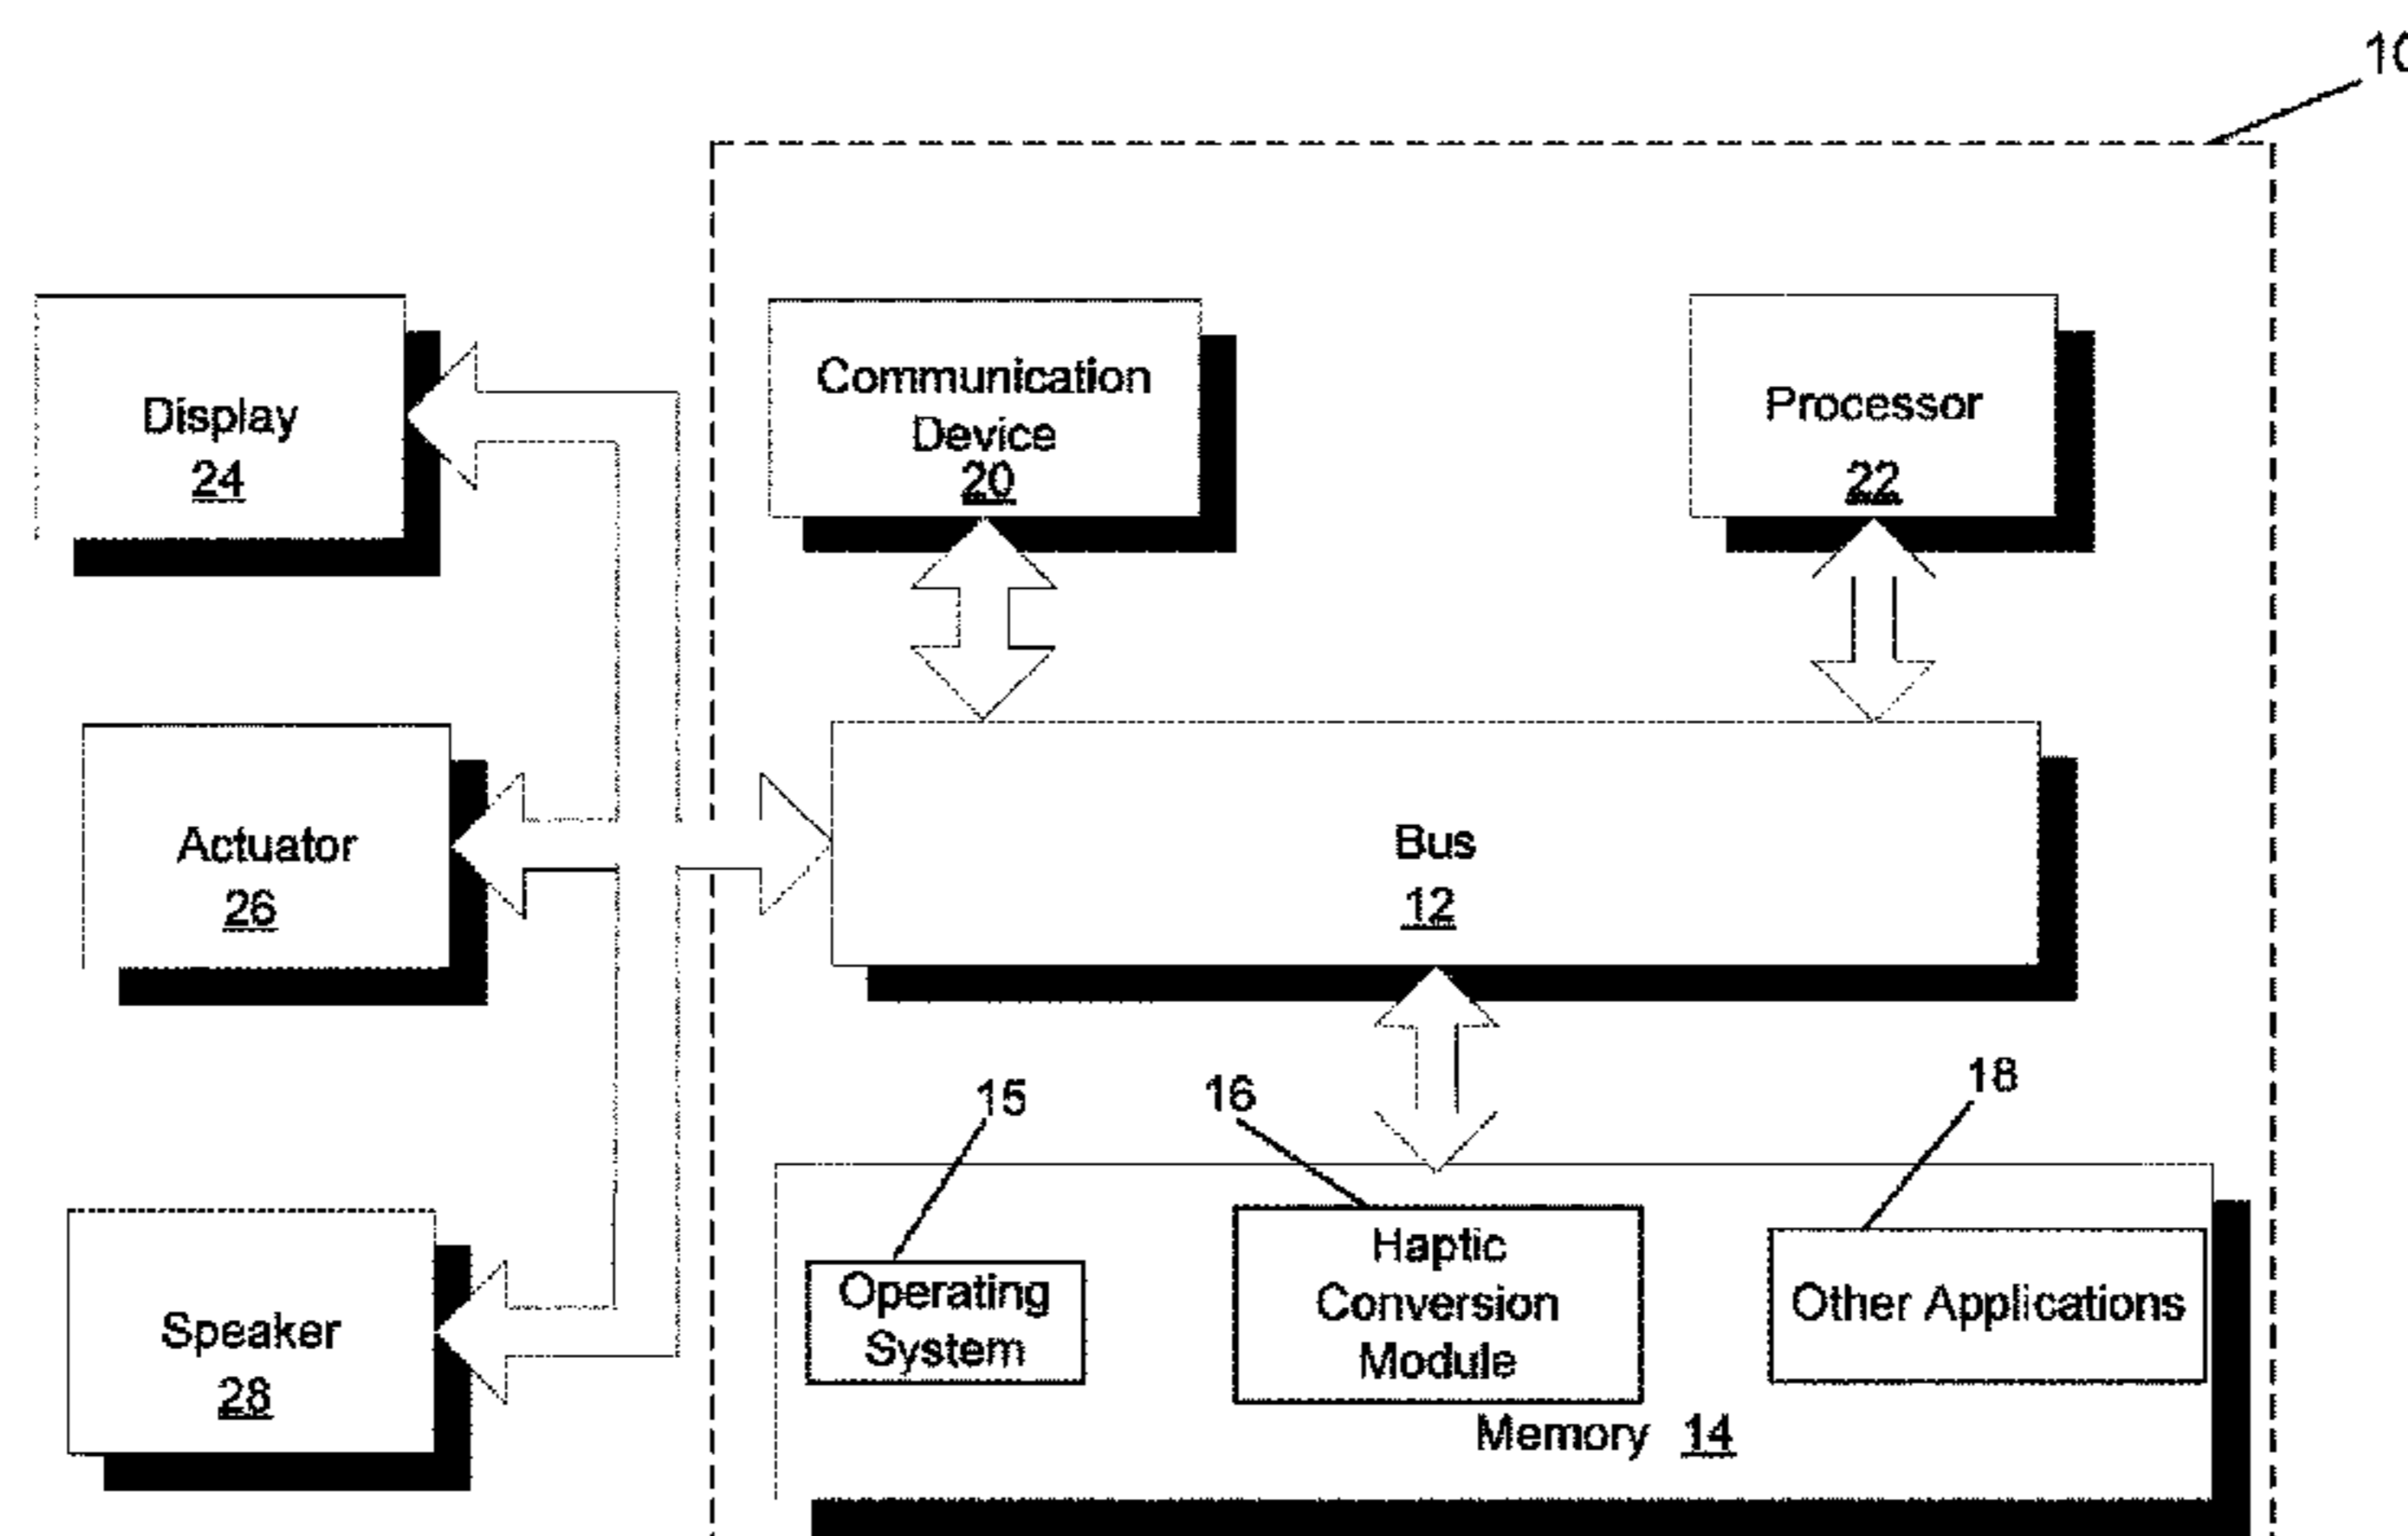 10
Display
24
Communication
Device
20
Processor
22
Actuator
26
Bus
12
15
16
18
Speaker
28
Operating
System
Haptic
Conversion
Module
Other Applications
Memory 14